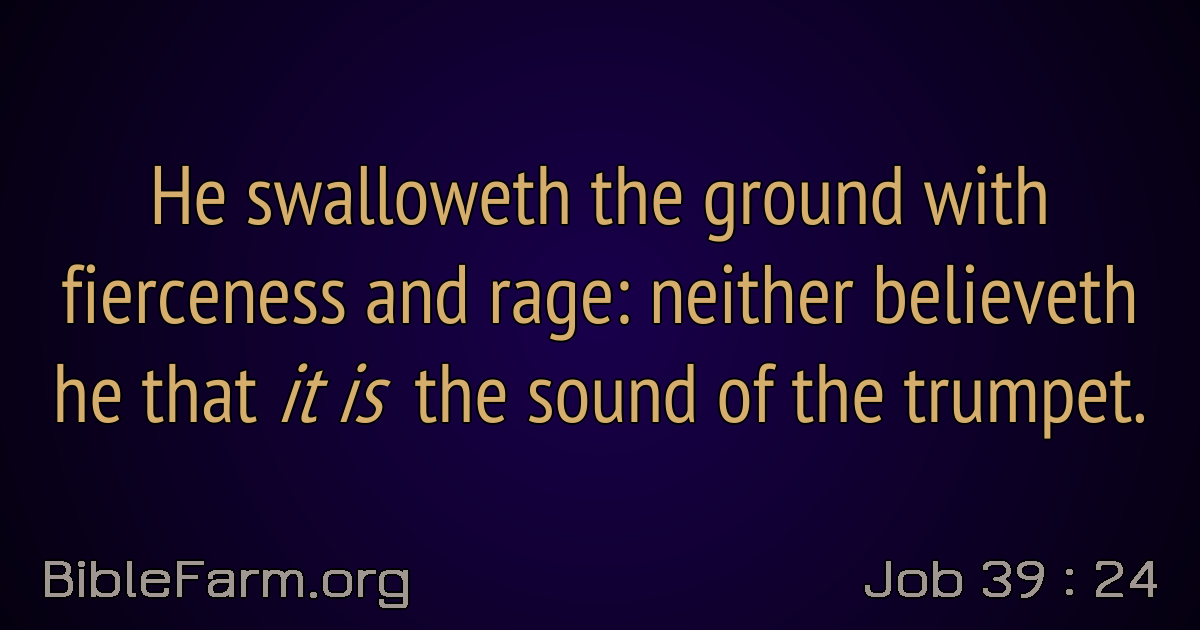 He swalloweth the ground with
fierceness and rage: neither believeth
he that it is the sound of the trumpet.
BibleFarm.org
Job 39 : 24